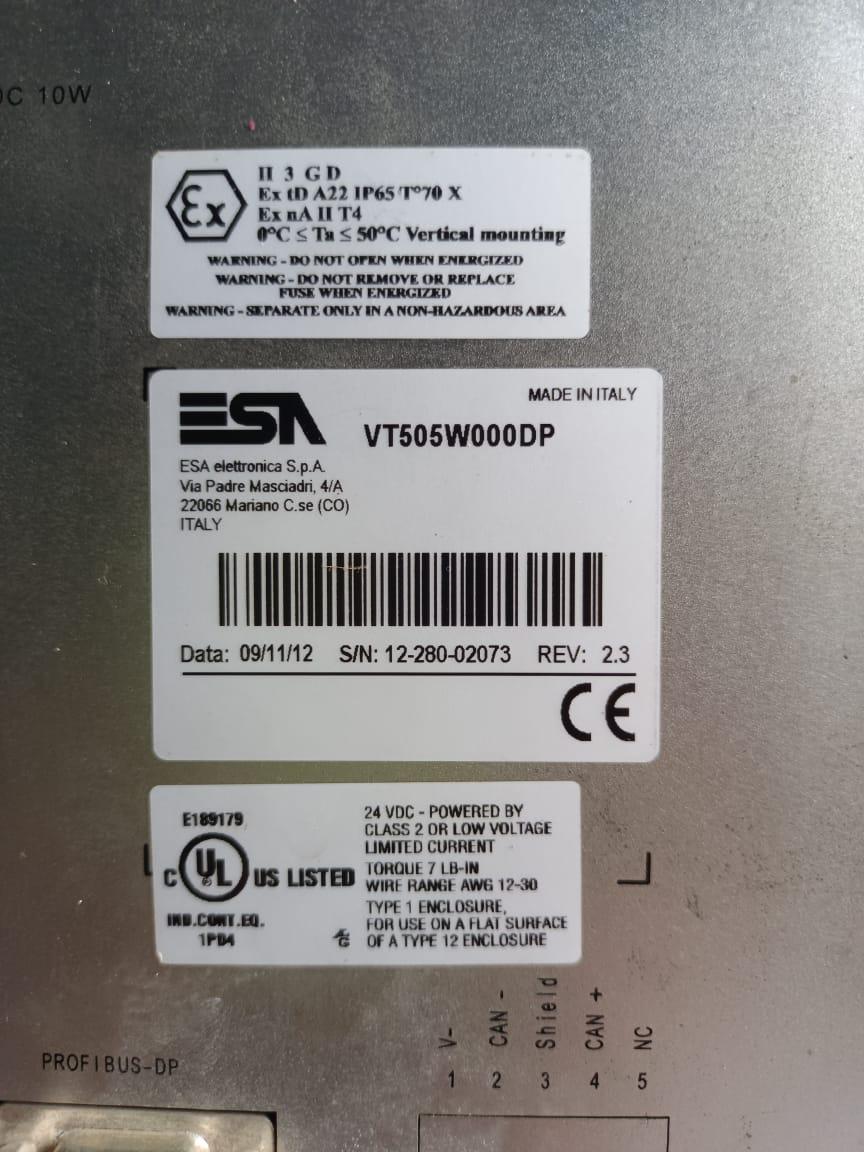 DC 10W
Ex
II 3 G D
Ex tD A22 IP65 T°70 X
Ex nA II T4
0°C ≤ Ta ≤ 50°C Vertical mounting
WARNING - DO NOT OPEN WHEN ENERGIZED
WARNING - DO NOT REMOVE OR REPLACE
FUSE WHEN ENERGIZED
WARNING - SEPARATE ONLY IN A NON-HAZARDOUS AREA
MADE IN ITALY
ESA
VT505W000DP
ESA elettronica S.p.A.
Via Padre Masciadri, 4/A
22066 Mariano C.se (CO)
ITALY
Data: 09/11/12 S/N: 12-280-02073 REV: 2.3
CE
E189179
C UL US LISTED
IND.CONT.EQ.
1PD4
24 VDC - POWERED BY
CLASS 2 OR LOW VOLTAGE
LIMITED CURRENT
TORQUE 7 LB-IN
WIRE RANGE AWG 12-30
TYPE 1 ENCLOSURE,
FOR USE ON A FLAT SURFACE
OF A TYPE 12 ENCLOSURE
V- CAN - Shield CAN + NC
1 2 3 4 5
PROFIBUS-DP